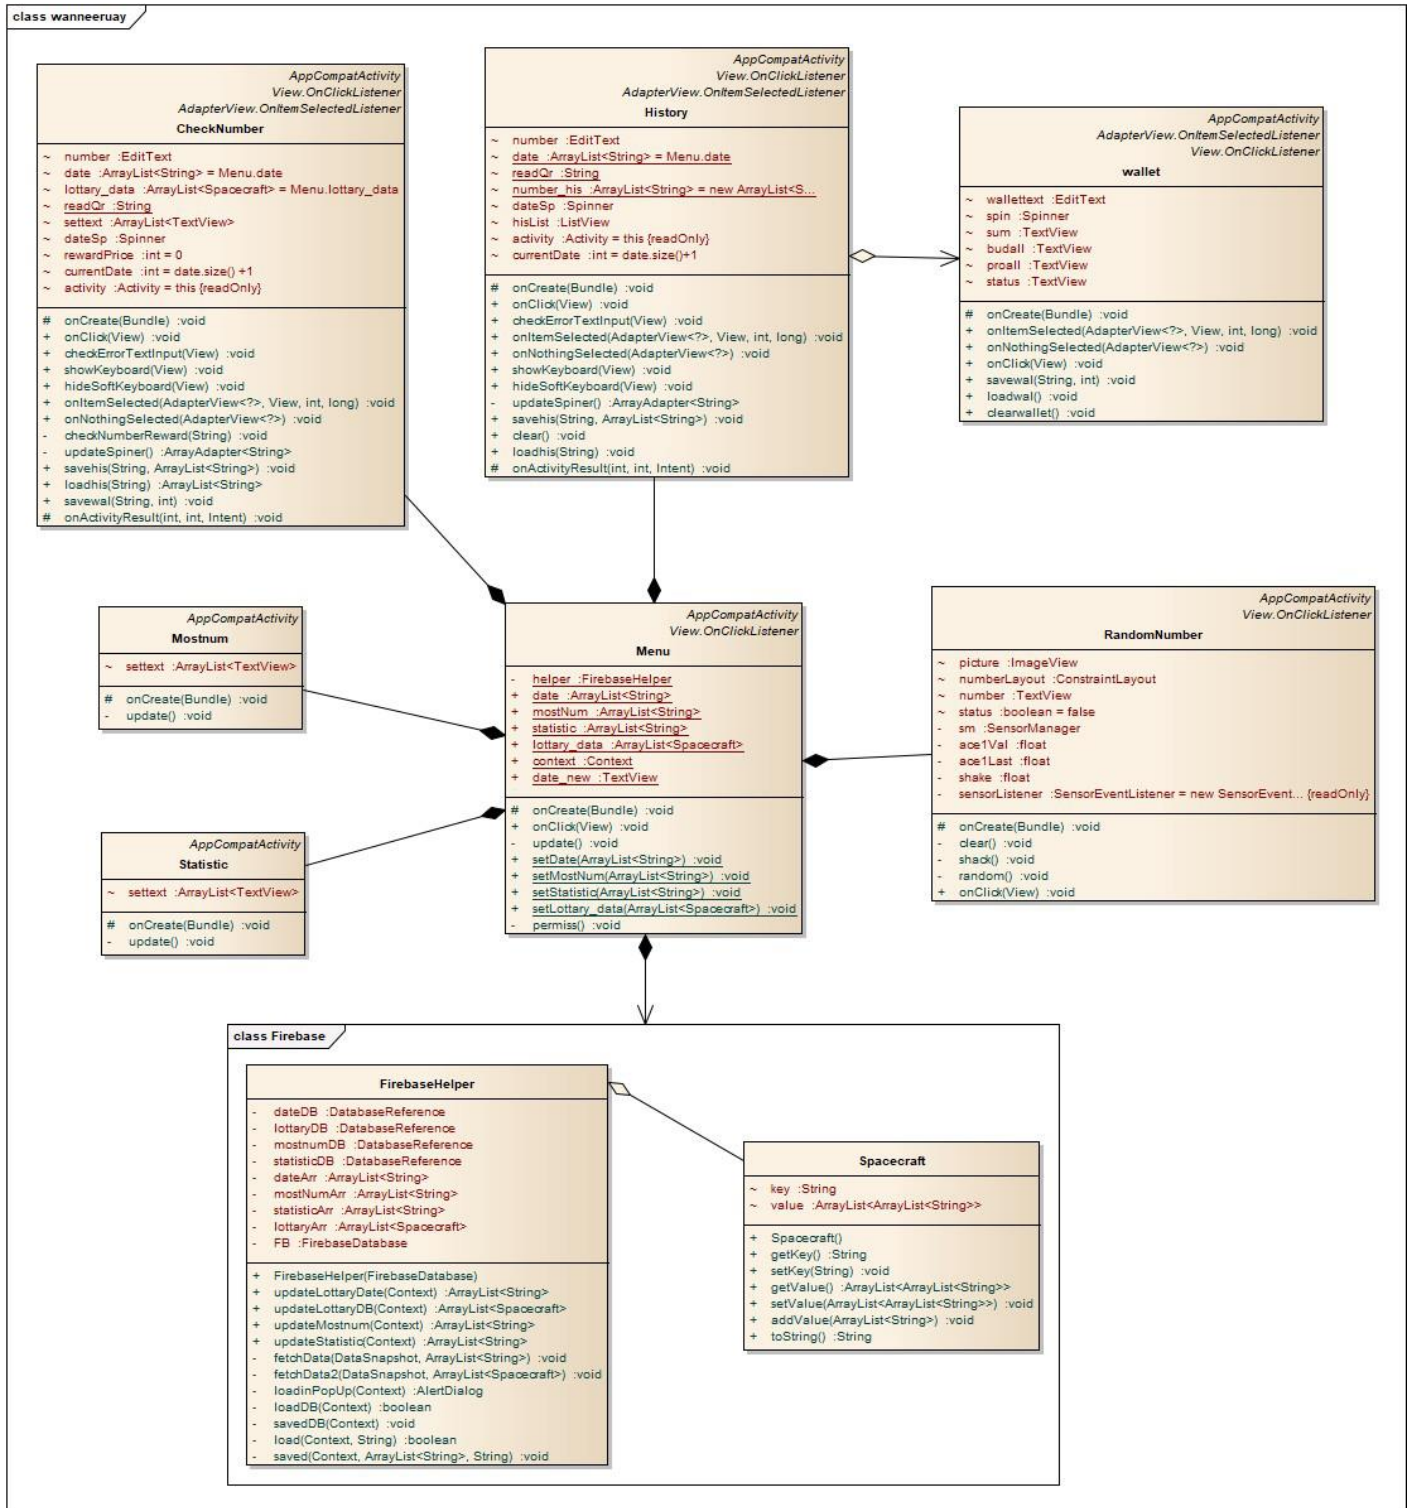 class wanneeruay
AppCompatActivity
View.OnClickListener
AdapterView.OnItemSelectedListener
CheckNumber
~ number :EditText
~ date :ArrayList<String> = Menu.date
~ lottary_data :ArrayList<Spacecraft> = Menu.lottary_data
~ readQr :String
~ settext :ArrayList<TextView>
~ dateSp :Spinner
~ rewardPrice :int = 0
~ currentDate :int = date.size() +1
~ activity :Activity = this {readOnly}
# onCreate(Bundle) :void
+ onClick(View) :void
+ checkErrorTextInput(View) :void
+ showKeyboard(View) :void
+ hideSoftKeyboard(View) :void
+ onItemSelected(AdapterView<?>, View, int, long) :void
+ onNothingSelected(AdapterView<?>) :void
- checkNumberReward(String) :void
- updateSpiner() :ArrayAdapter<String>
+ savehis(String, ArrayList<String>) :void
+ loadhis(String) :ArrayList<String>
+ savewal(String, int) :void
# onActivityResult(int, int, Intent) :void
AppCompatActivity
View.OnClickListener
AdapterView.OnItemSelectedListener
History
~ number :EditText
~ date :ArrayList<String> = Menu.date
~ readQr :String
~ number_his :ArrayList<String> = new ArrayList<S...
~ dateSp :Spinner
~ hisList :ListView
~ activity :Activity = this {readOnly}
~ currentDate :int = date.size()+1
# onCreate(Bundle) :void
+ onClick(View) :void
+ checkErrorTextInput(View) :void
+ onItemSelected(AdapterView<?>, View, int, long) :void
+ onNothingSelected(AdapterView<?>) :void
+ showKeyboard(View) :void
+ hideSoftKeyboard(View) :void
- updateSpiner() :ArrayAdapter<String>
+ savehis(String, ArrayList<String>) :void
+ clear() :void
+ loadhis(String) :void
# onActivityResult(int, int, Intent) :void
AppCompatActivity
AdapterView.OnItemSelectedListener
View.OnClickListener
wallet
~ wallettext :EditText
~ spin :Spinner
~ sum :TextView
~ budall :TextView
~ proall :TextView
~ status :TextView
# onCreate(Bundle) :void
+ onItemSelected(AdapterView<?>, View, int, long) :void
+ onNothingSelected(AdapterView<?>) :void
+ onClick(View) :void
+ savewal(String, int) :void
+ loadwal() :void
+ clearwallet() :void
AppCompatActivity
Mostnum
~ settext :ArrayList<TextView>
# onCreate(Bundle) :void
- update() :void
AppCompatActivity
View.OnClickListener
Menu
- helper :FirebaseHelper
+ date :ArrayList<String>
+ mostNum :ArrayList<String>
+ statistic :ArrayList<String>
+ lottary_data :ArrayList<Spacecraft>
+ context :Context
+ date_new :TextView
# onCreate(Bundle) :void
+ onClick(View) :void
- update() :void
+ setDate(ArrayList<String>) :void
+ setMostNum(ArrayList<String>) :void
+ setStatistic(ArrayList<String>) :void
+ setLottary_data(ArrayList<Spacecraft>) :void
- permiss() :void
AppCompatActivity
View.OnClickListener
RandomNumber
~ picture :ImageView
~ numberLayout :ConstraintLayout
~ number :TextView
~ status :boolean = false
- sm :SensorManager
- ace1Val :float
- ace1Last :float
- shake :float
- sensorListener :SensorEventListener = new SensorEvent... {readOnly}
# onCreate(Bundle) :void
- clear() :void
- shack() :void
- random() :void
+ onClick(View) :void
AppCompatActivity
Statistic
~ settext :ArrayList<TextView>
# onCreate(Bundle) :void
- update() :void
class Firebase
FirebaseHelper
- dateDB :DatabaseReference
- lottaryDB :DatabaseReference
- mostnumDB :DatabaseReference
- statisticDB :DatabaseReference
- dateArr :ArrayList<String>
- mostNumArr :ArrayList<String>
- statisticArr :ArrayList<String>
- lottaryArr :ArrayList<Spacecraft>
- FB :FirebaseDatabase
+ FirebaseHelper(FirebaseDatabase)
+ updateLottaryDate(Context) :ArrayList<String>
+ updateLottaryDB(Context) :ArrayList<Spacecraft>
+ updateMostnum(Context) :ArrayList<String>
+ updateStatistic(Context) :ArrayList<String>
- fetchData(DataSnapshot, ArrayList<String>) :void
- fetchData2(DataSnapshot, ArrayList<Spacecraft>) :void
- loadinPopUp(Context) :AlertDialog
- loadDB(Context) :boolean
- savedDB(Context) :void
- load(Context, String) :boolean
- saved(Context, ArrayList<String>, String) :void
Spacecraft
~ key :String
~ value :ArrayList<ArrayList<String>>
+ Spacecraft()
+ getKey() :String
+ setKey(String) :void
+ getValue() :ArrayList<ArrayList<String>>
+ setValue(ArrayList<ArrayList<String>>) :void
+ addValue(ArrayList<String>) :void
+ toString() :String